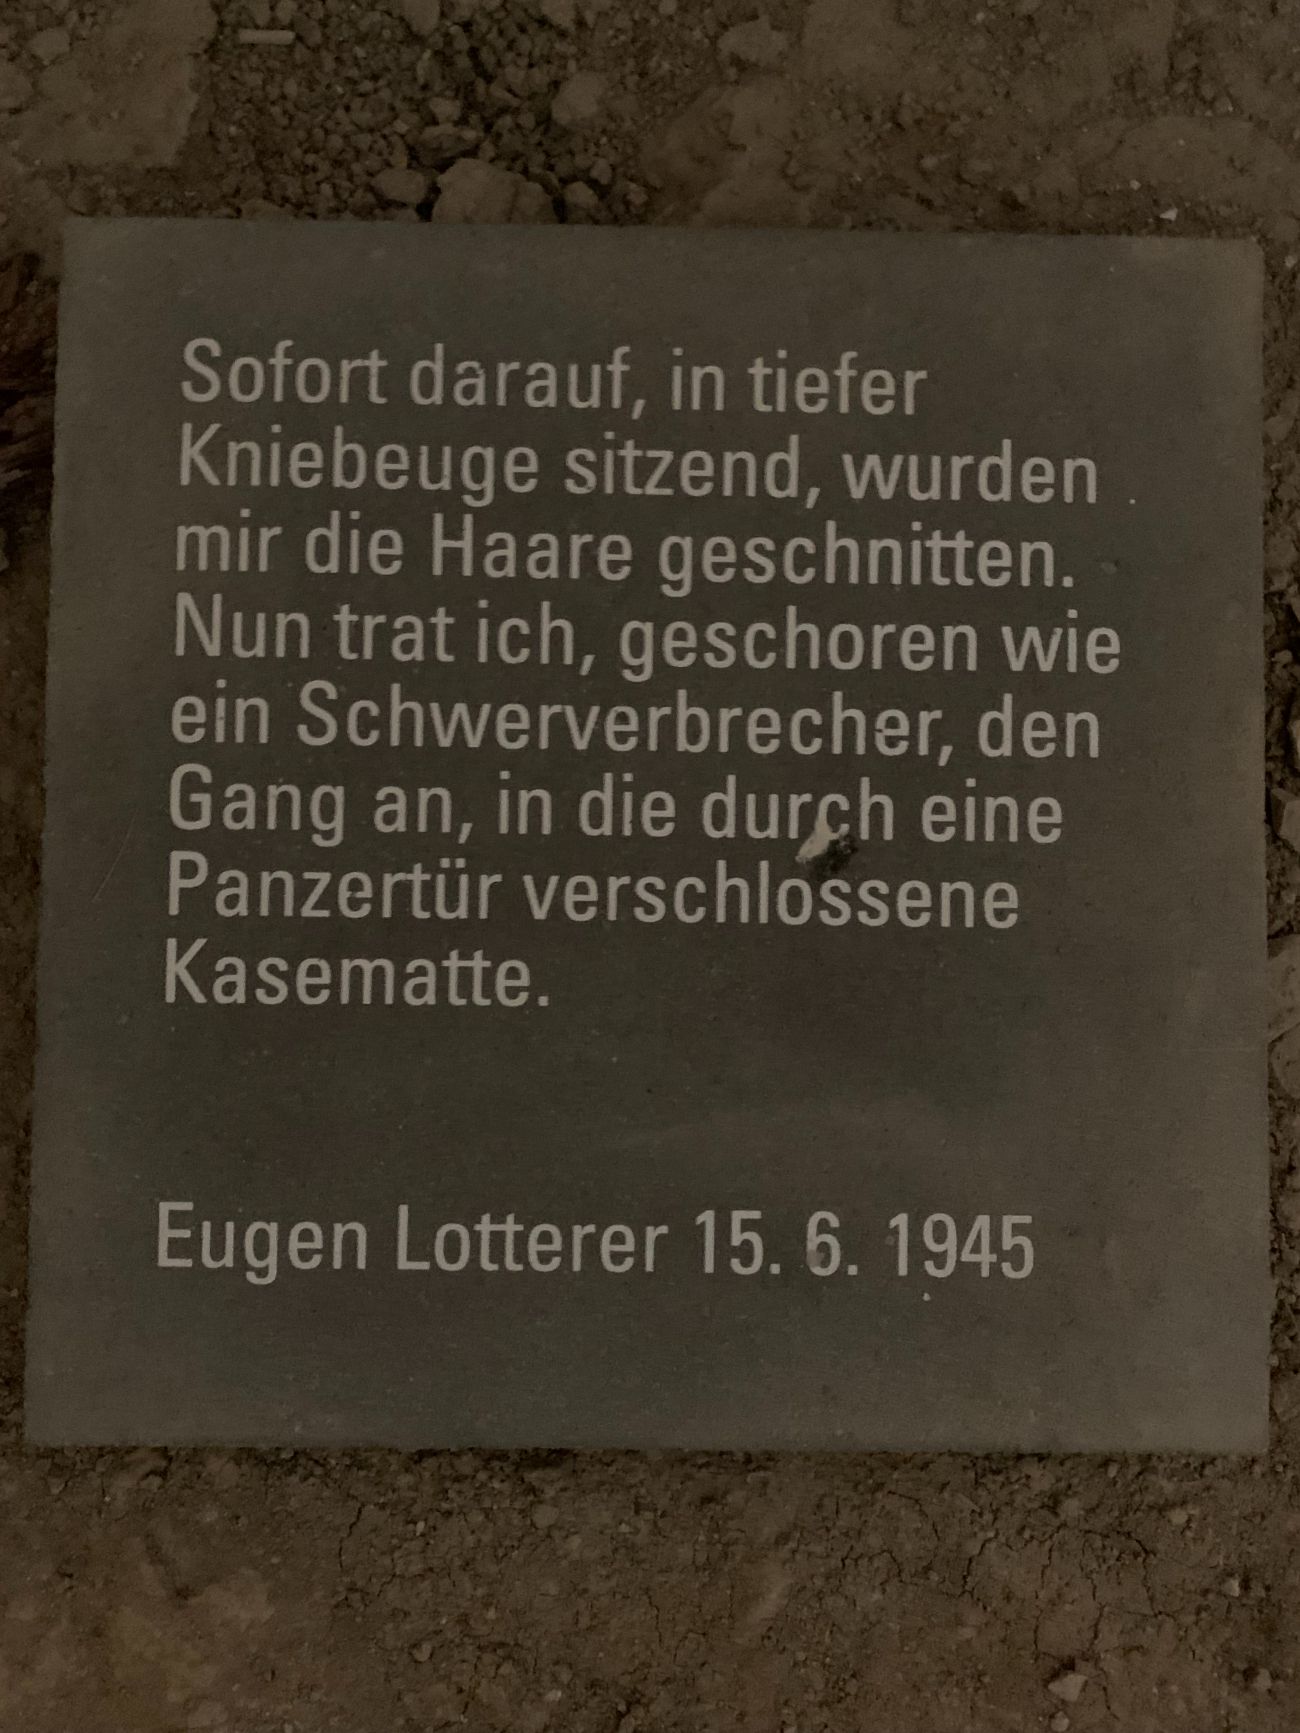 Sofort darauf, in tiefer
Kniebeuge sitzend, wurden
mir die Haare geschnitten.
Nun trat ich, geschoren wie
ein Schwerverbrecher, den
Gang an, in die durch eine
Panzertür verschlossene
Kasematte.
Eugen Lotterer 15. 6. 1945